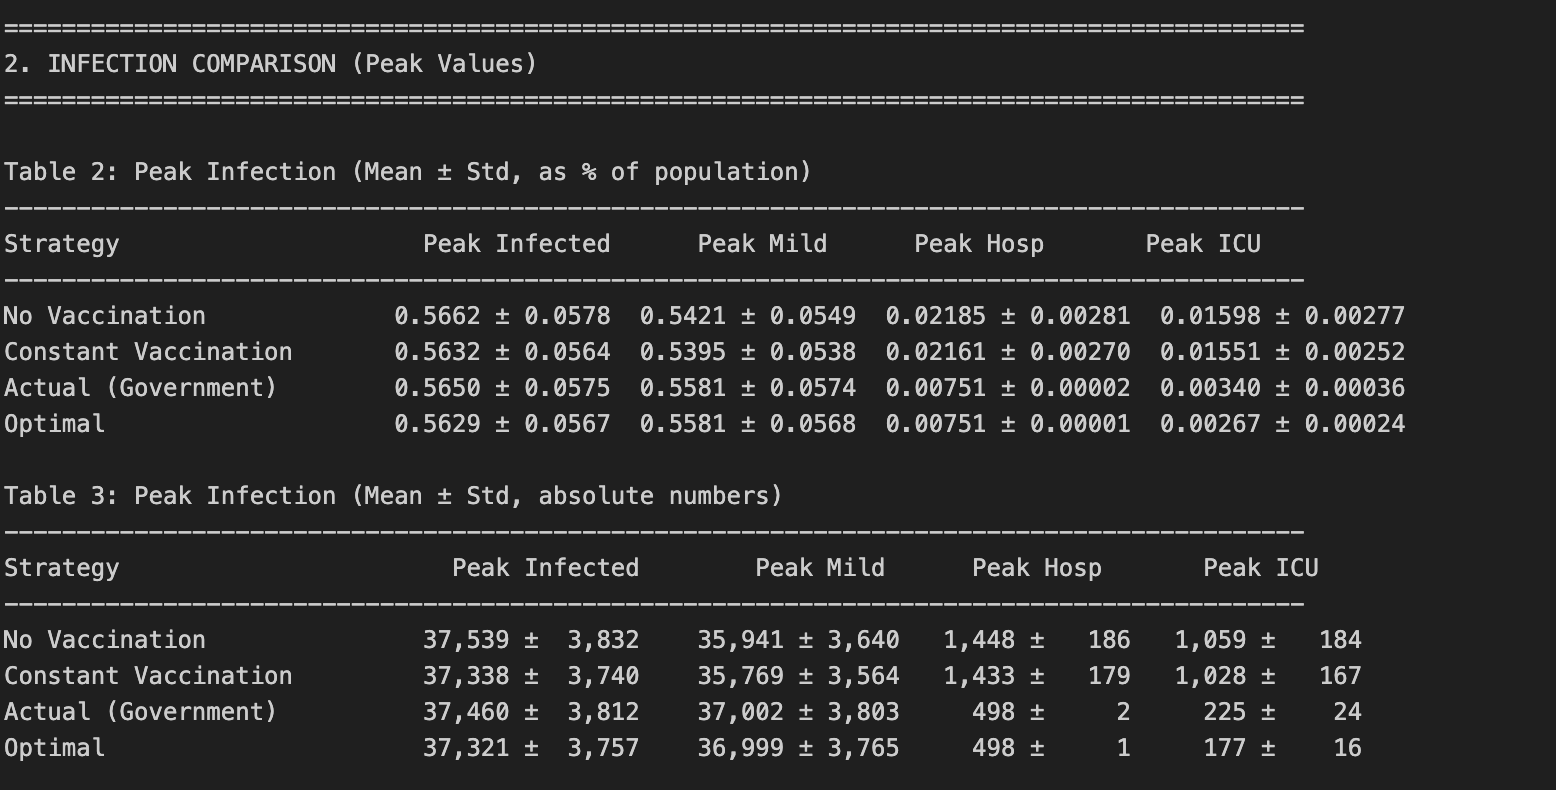 ==========================================================================================
2. INFECTION COMPARISON (Peak Values)
==========================================================================================
Table 2: Peak Infection (Mean ± Std, as % of population)
------------------------------------------------------------------------------------------
Strategy Peak Infected Peak Mild Peak Hosp Peak ICU
------------------------------------------------------------------------------------------
No Vaccination 0.5662 ± 0.0578 0.5421 ± 0.0549 0.02185 ± 0.00281 0.01598 ± 0.00277
Constant Vaccination 0.5632 ± 0.0564 0.5395 ± 0.0538 0.02161 ± 0.00270 0.01551 ± 0.00252
Actual (Government) 0.5650 ± 0.0575 0.5581 ± 0.0574 0.00751 ± 0.00002 0.00340 ± 0.00036
Optimal 0.5629 ± 0.0567 0.5581 ± 0.0568 0.00751 ± 0.00001 0.00267 ± 0.00024
Table 3: Peak Infection (Mean ± Std, absolute numbers)
------------------------------------------------------------------------------------------
Strategy Peak Infected Peak Mild Peak Hosp Peak ICU
------------------------------------------------------------------------------------------
No Vaccination 37,539 ± 3,832 35,941 ± 3,640 1,448 ± 186 1,059 ± 184
Constant Vaccination 37,338 ± 3,740 35,769 ± 3,564 1,433 ± 179 1,028 ± 167
Actual (Government) 37,460 ± 3,812 37,002 ± 3,803 498 ± 2 225 ± 24
Optimal 37,321 ± 3,757 36,999 ± 3,765 498 ± 1 177 ± 16